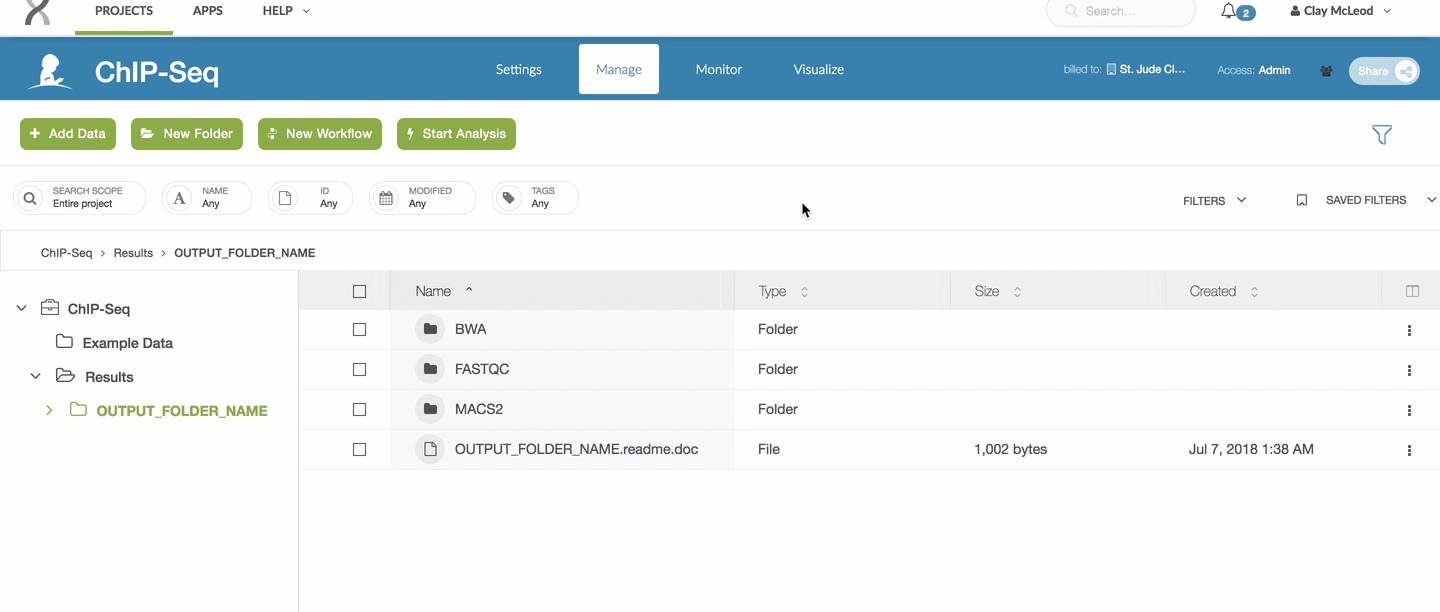 PROJECTS APPS HELP Search... 2 Clay McLeod
ChIP-Seq Settings Manage Monitor Visualize billed to: St. Jude Cl... Access: Admin Share
+ Add Data New Folder New Workflow Start Analysis
SEARCH SCOPE NAME ID MODIFIED TAGS
Entire project A Any Any Any Any FILTERS SAVED FILTERS
ChIP-Seq > Results > OUTPUT_FOLDER_NAME
Name Type Size Created
ChIP-Seq
Example Data
Results
OUTPUT_FOLDER_NAME
BWA Folder
FASTQC Folder
MACS2 Folder
OUTPUT_FOLDER_NAME.readme.doc File 1,002 bytes Jul 7, 2018 1:38 AM